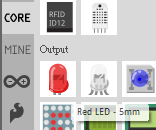 CORE
RFID
ID12
MINE
Output
Red LED - 5mm